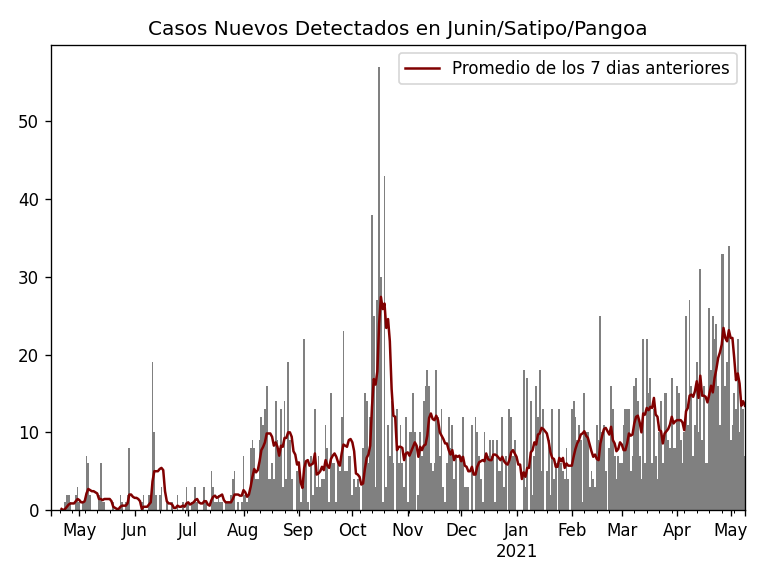 Casos Nuevos Detectados en Junin/Satipo/Pangoa
Promedio de los 7 dias anteriores
50
40
30
20
10
0
May Jun Jul Aug Sep Oct Nov Dec Jan Feb Mar Apr May
2021